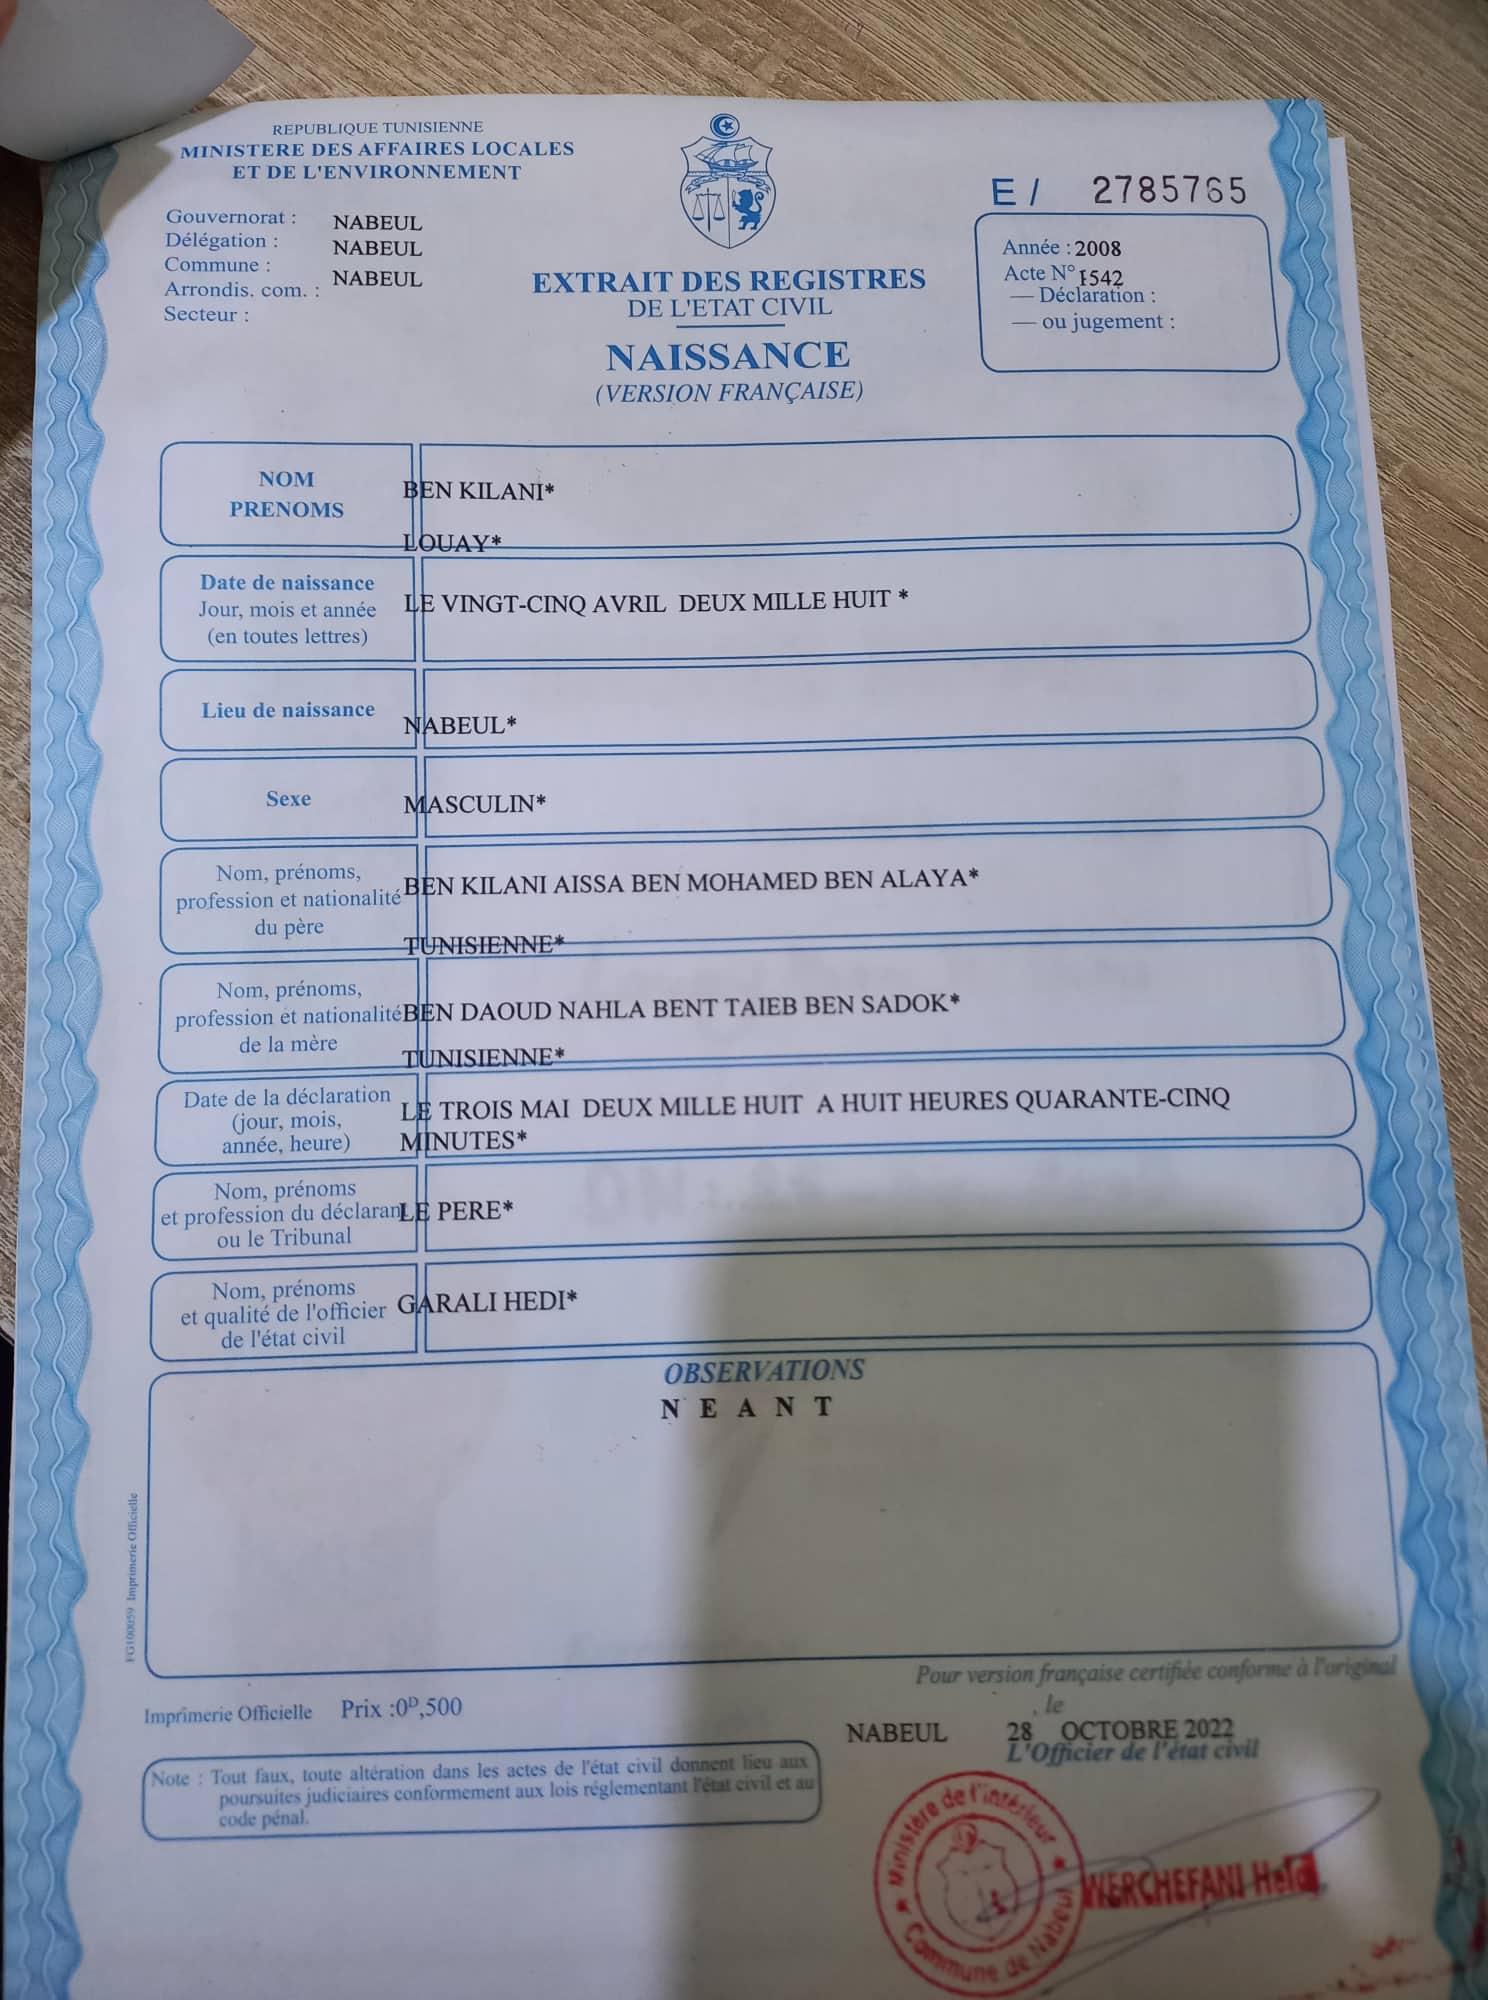 REPUBLIQUE TUNISIENNE
MINISTERE DES AFFAIRES LOCALES
ET DE L'ENVIRONNEMENT
Gouvernorat : NABEUL
Délégation : NABEUL
Commune : NABEUL
Arrondis. com. :
Secteur :
EXTRAIT DES REGISTRES
DE L'ETAT CIVIL
NAISSANCE
(VERSION FRANÇAISE)
E / 2785765
Année : 2008
Acte N° 1542
— Déclaration :
— ou jugement :
NOM
PRENOMS
BEN KILANI*
LOUAY*
Date de naissance
Jour, mois et année
(en toutes lettres)
LE VINGT-CINQ AVRIL DEUX MILLE HUIT *
Lieu de naissance
NABEUL*
Sexe
MASCULIN*
Nom, prénoms,
profession et nationalité
du père
BEN KILANI AISSA BEN MOHAMED BEN ALAYA*
TUNISIENNE*
Nom, prénoms,
profession et nationalité
de la mère
BEN DAOUD NAHLA BENT TAIEB BEN SADOK*
TUNISIENNE*
Date de la déclaration
(jour, mois,
année, heure)
LE TROIS MAI DEUX MILLE HUIT A HUIT HEURES QUARANTE-CINQ
MINUTES*
Nom, prénoms
et profession du déclarant
ou le Tribunal
LE PERE*
Nom, prénoms
et qualité de l'officier
de l'état civil
GARALI HEDI*
OBSERVATIONS
N E A N T
FG100059 Imprimerie Officielle
Pour version française certifiée conforme à l'original
Imprimerie Officielle Prix :0D,500
, le
NABEUL 28 OCTOBRE 2022
L'Officier de l'état civil
Note : Tout faux, toute altération dans les actes de l'état civil donnent lieu aux
poursuites judiciaires conformement aux lois réglementant l'état civil et au
code pénal.
Ministère de l'intérieur
Commune de Nabeul
WERCHEFANI